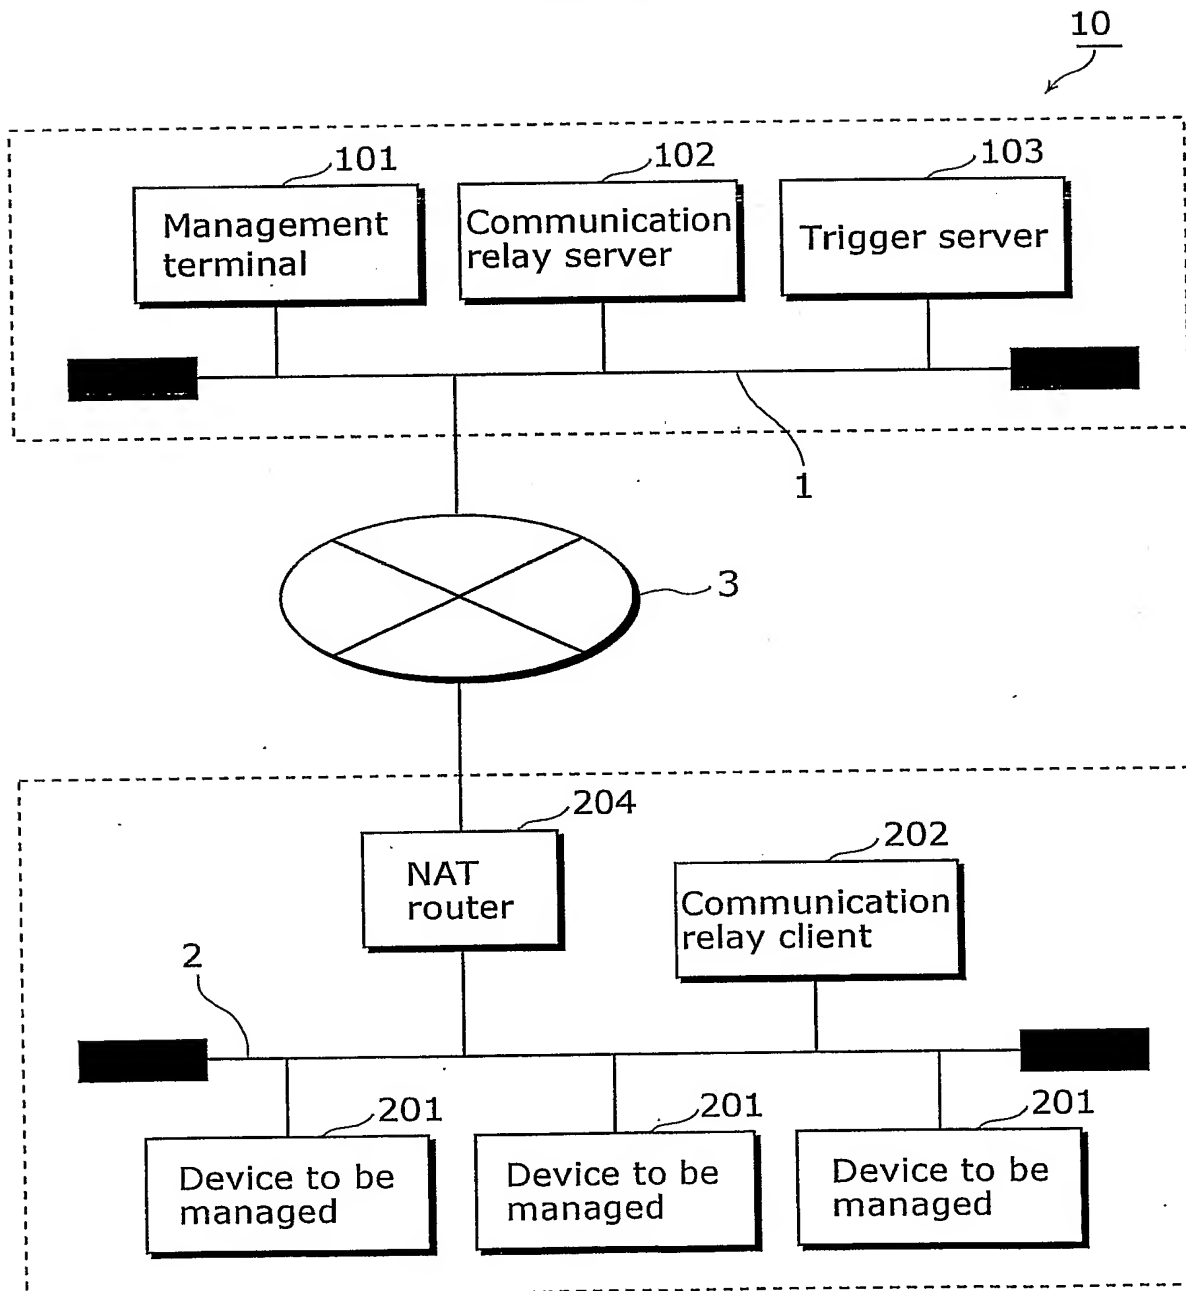 10
101
102
103
Management
terminal
Communication
relay server
Trigger server
1
3
204
202
NAT
router
Communication
relay client
2
201
201
201
Device to be
managed
Device to be
managed
Device to be
managed